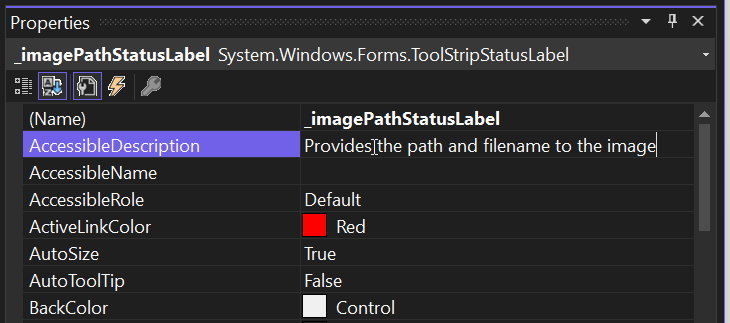 Properties
_imagePathStatusLabel System.Windows.Forms.ToolStripStatusLabel
(Name) _imagePathStatusLabel
AccessibleDescription Provides the path and filename to the image
AccessibleName
AccessibleRole Default
ActiveLinkColor Red
AutoSize True
AutoToolTip False
BackColor Control